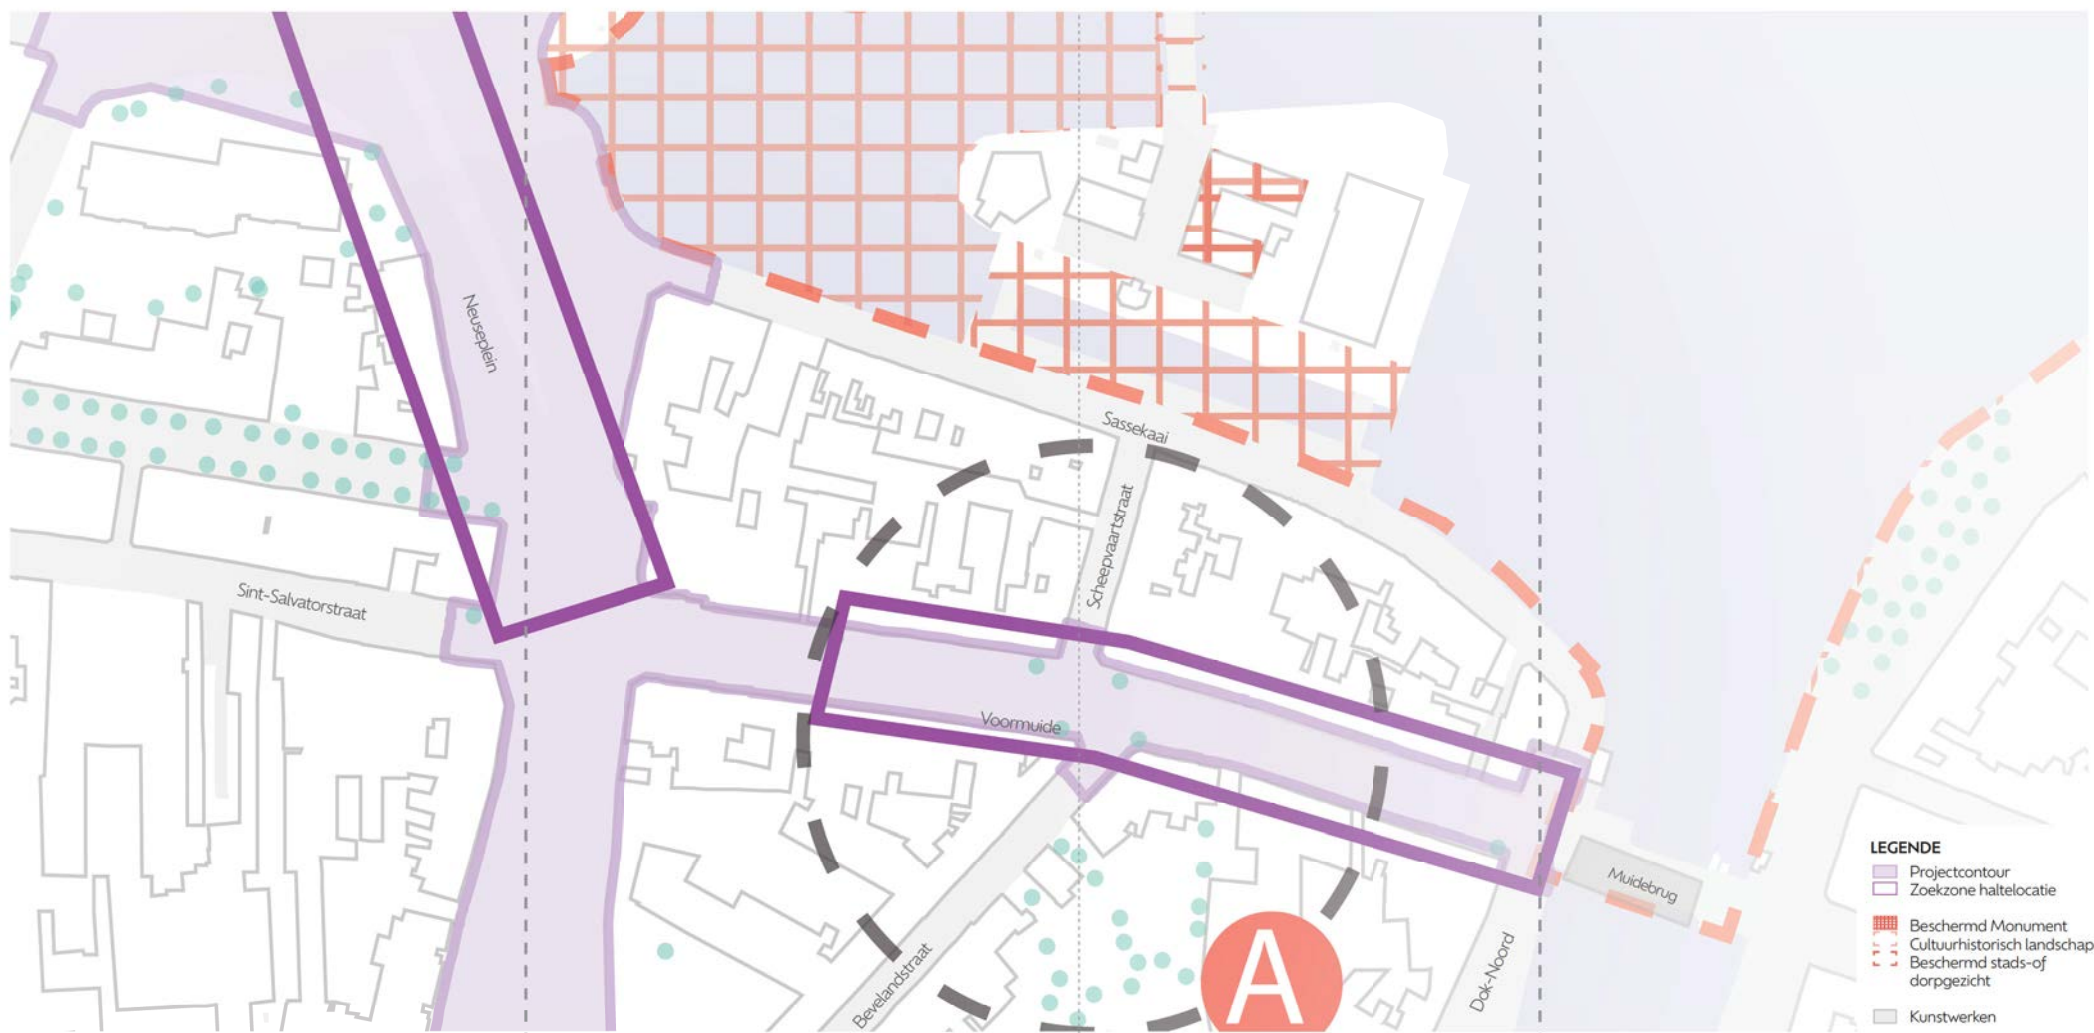 Neuseplein
Sassekaai
Scheepvaartstraat
Sint-Salvatorstraat
Voormuide
Muidebrug
Bevelandstraat
A
Dok-Noord
LEGENDE
Projectcontour
Zoekzone haltelocatie
Beschermd Monument
Cultuurhistorisch landschap
Beschermd stads-of
dorpgezicht
Kunstwerken